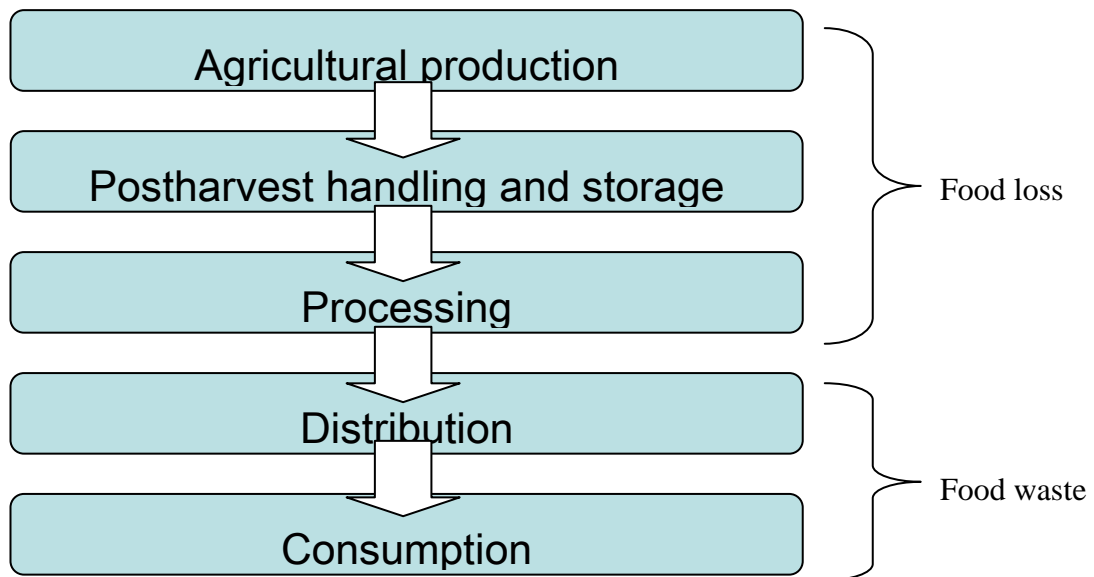 Agricultural production
Postharvest handling and storage
Food loss
Processing
Distribution
Food waste
Consumption